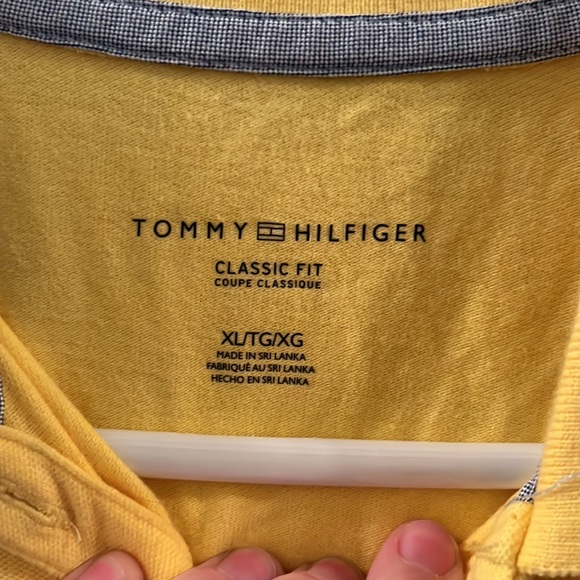 TOMMY HILFIGER
CLASSIC FIT
COUPE CLASSIQUE
XL/TG/XG
MADE IN SRI LANKA
FABRIQUÉ AU SRI LANKA
HECHO EN SRI LANKA